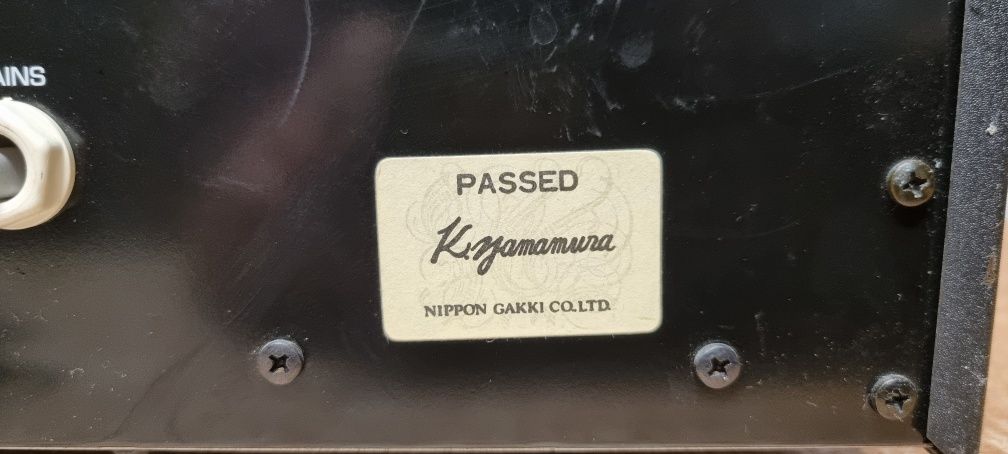 AINS
PASSED
K. Yamamura
NIPPON GAKKI CO.LTD.